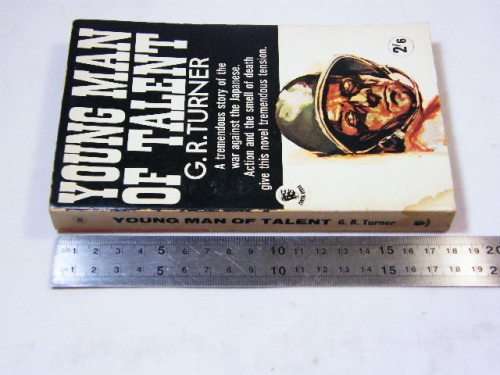 YOUNG MAN
OF TALENT
G. R. TURNER
A tremendous story of the
war against the Japanese.
Action and the smell of death
give this novel tremendous tension.
2/6
YOUNG MAN OF TALENT G. R. Turner
1 2 3 4 5 6 7 8 9 10 11 12 13 14 15 16 17 18 19 20
1 2 3 4 5 6 7 8 9 10 11 12 13 14 15 16 17 18 19